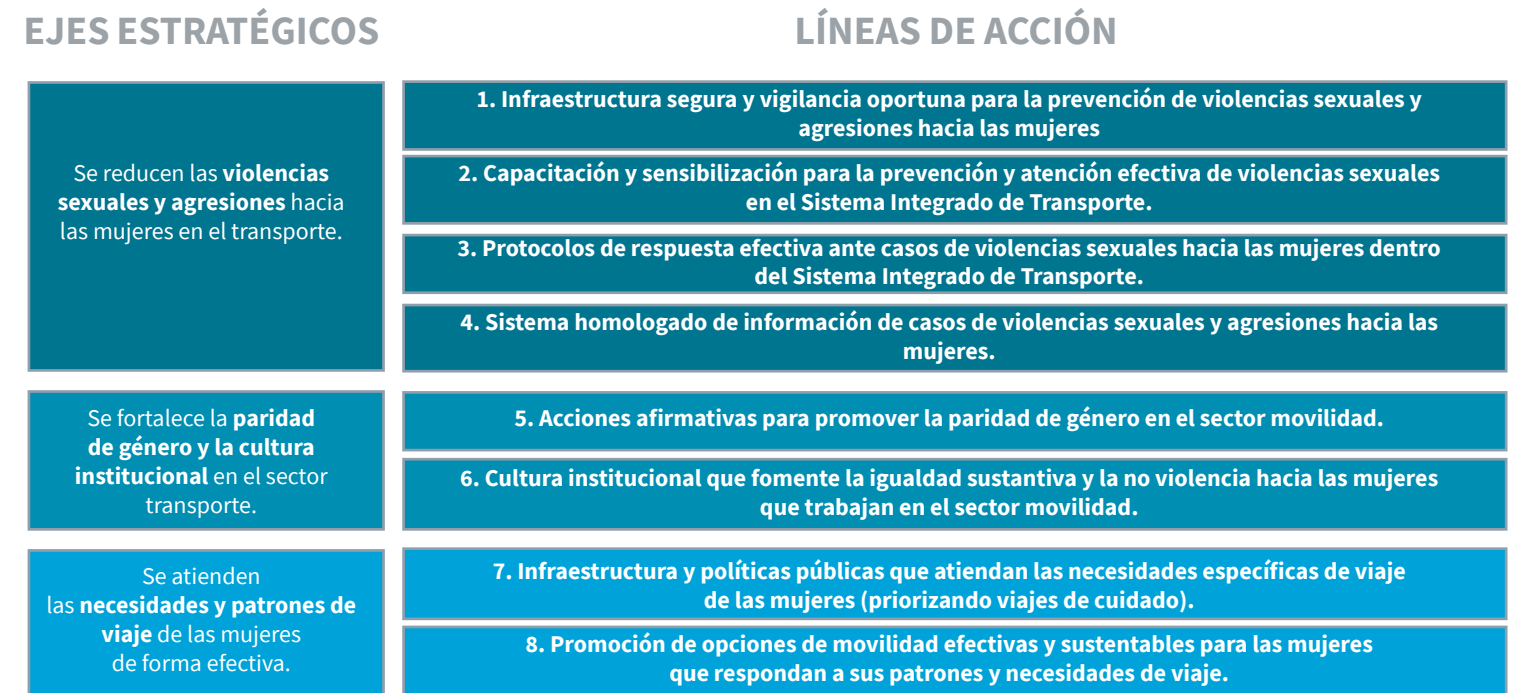 EJES ESTRATÉGICOS
LÍNEAS DE ACCIÓN
Se reducen las violencias
sexuales y agresiones hacia
las mujeres en el transporte.
1. Infraestructura segura y vigilancia oportuna para la prevención de violencias sexuales y
agresiones hacia las mujeres
2. Capacitación y sensibilización para la prevención y atención efectiva de violencias sexuales
en el Sistema Integrado de Transporte.
3. Protocolos de respuesta efectiva ante casos de violencias sexuales hacia las mujeres dentro
del Sistema Integrado de Transporte.
4. Sistema homologado de información de casos de violencias sexuales y agresiones hacia las
mujeres.
Se fortalece la paridad
de género y la cultura
institucional en el sector
transporte.
5. Acciones afirmativas para promover la paridad de género en el sector movilidad.
6. Cultura institucional que fomente la igualdad sustantiva y la no violencia hacia las mujeres
que trabajan en el sector movilidad.
Se atienden
las necesidades y patrones de
viaje de las mujeres
de forma efectiva.
7. Infraestructura y políticas públicas que atiendan las necesidades específicas de viaje
de las mujeres (priorizando viajes de cuidado).
8. Promoción de opciones de movilidad efectivas y sustentables para las mujeres
que respondan a sus patrones y necesidades de viaje.